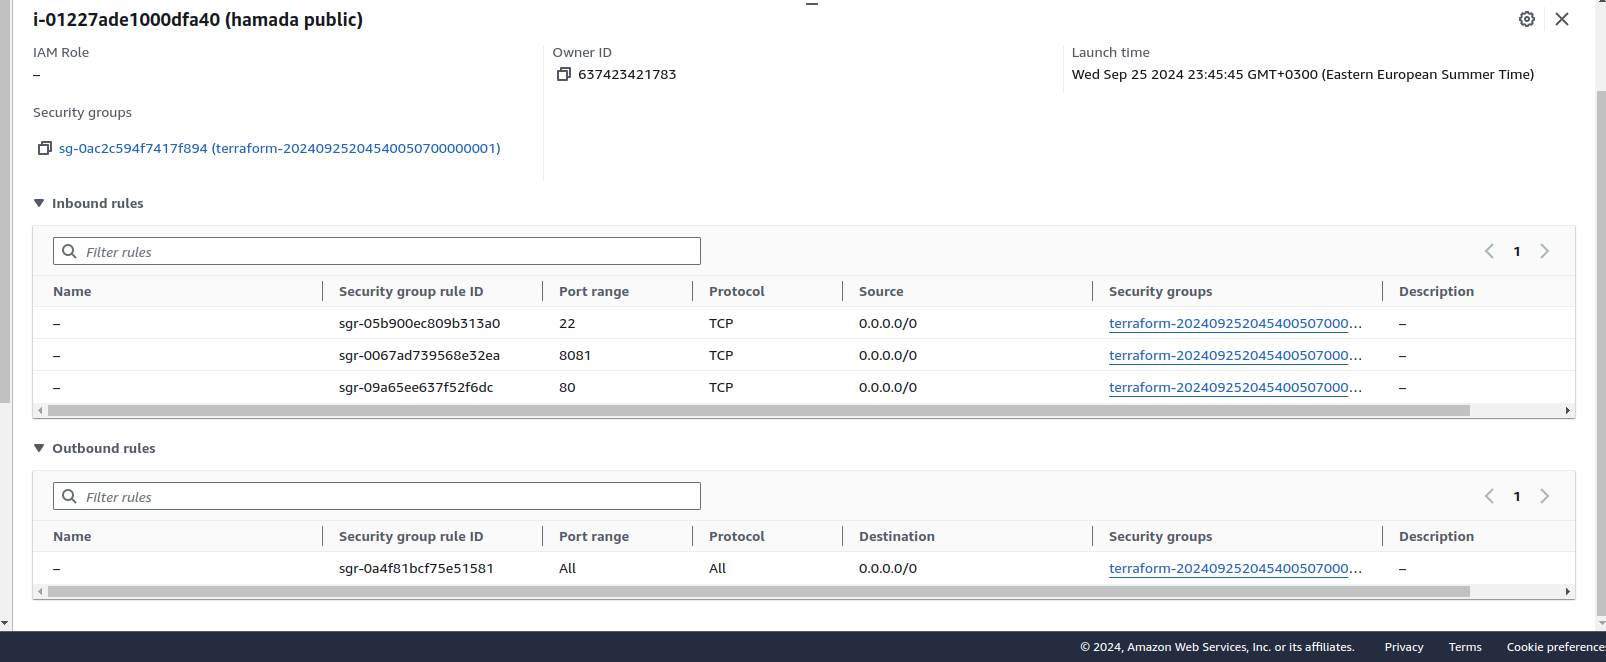 i-01227ade1000dfa40 (hamada public)
IAM Role
–
Owner ID
637423421783
Launch time
Wed Sep 25 2024 23:45:45 GMT+0300 (Eastern European Summer Time)
Security groups
sg-0ac2c594f7417f894 (terraform-20240925204540050700000001)
Inbound rules
Filter rules
1
Name Security group rule ID Port range Protocol Source Security groups Description
– sgr-05b900ec809b313a0 22 TCP 0.0.0.0/0 terraform-202409252045400507000... –
– sgr-0067ad739568e32ea 8081 TCP 0.0.0.0/0 terraform-202409252045400507000... –
– sgr-09a65ee637f52f6dc 80 TCP 0.0.0.0/0 terraform-202409252045400507000... –
Outbound rules
Filter rules
1
Name Security group rule ID Port range Protocol Destination Security groups Description
– sgr-0a4f81bcf75e51581 All All 0.0.0.0/0 terraform-202409252045400507000... –
© 2024, Amazon Web Services, Inc. or its affiliates. Privacy Terms Cookie preferences